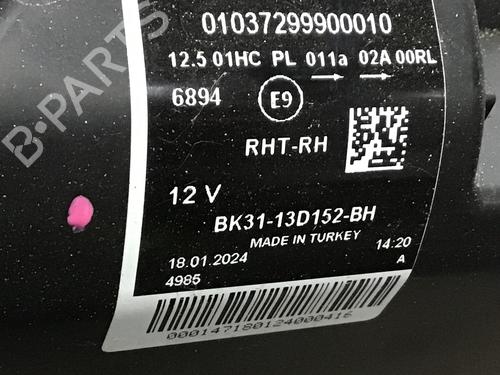 01037299900010
12.5 01HC PL 011a 02A 00RL
6894 E9
RHT-RH
12 V
BK31-13D152-BH
MADE IN TURKEY
18.01.2024 14:20
4985 A
0001471801240000416
B-PARTS